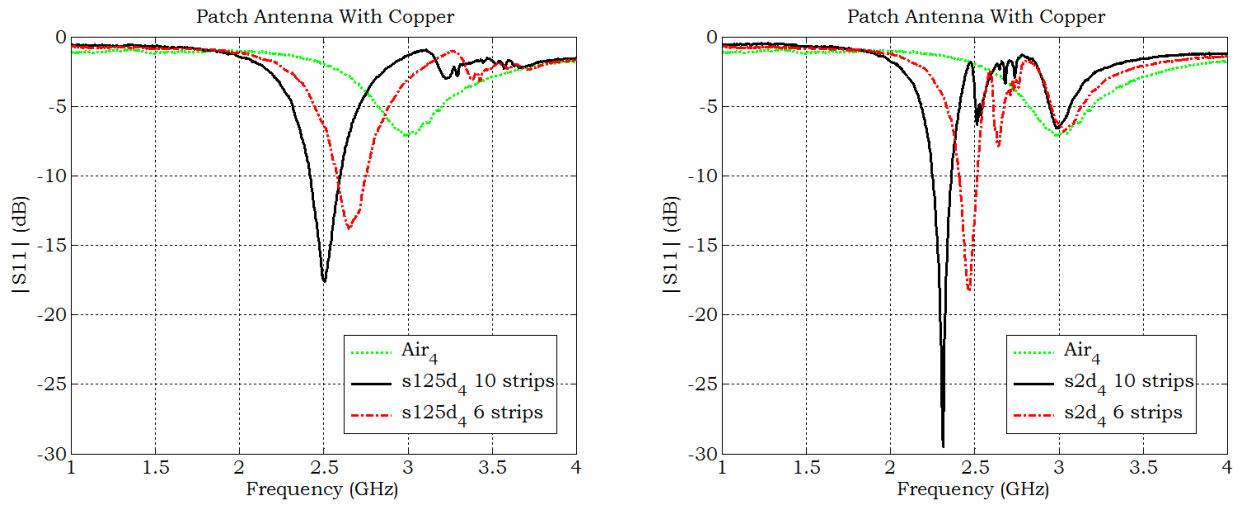 Patch Antenna With Copper
0
-5
-10
-15
-20
-25
-30
|S11| (dB)
Air₄
s125d₄ 10 strips
s125d₄ 6 strips
1 1.5 2 2.5 3 3.5 4
Frequency (GHz)
Patch Antenna With Copper
0
-5
-10
-15
-20
-25
-30
|S11| (dB)
Air₄
s2d₄ 10 strips
s2d₄ 6 strips
1 1.5 2 2.5 3 3.5 4
Frequency (GHz)